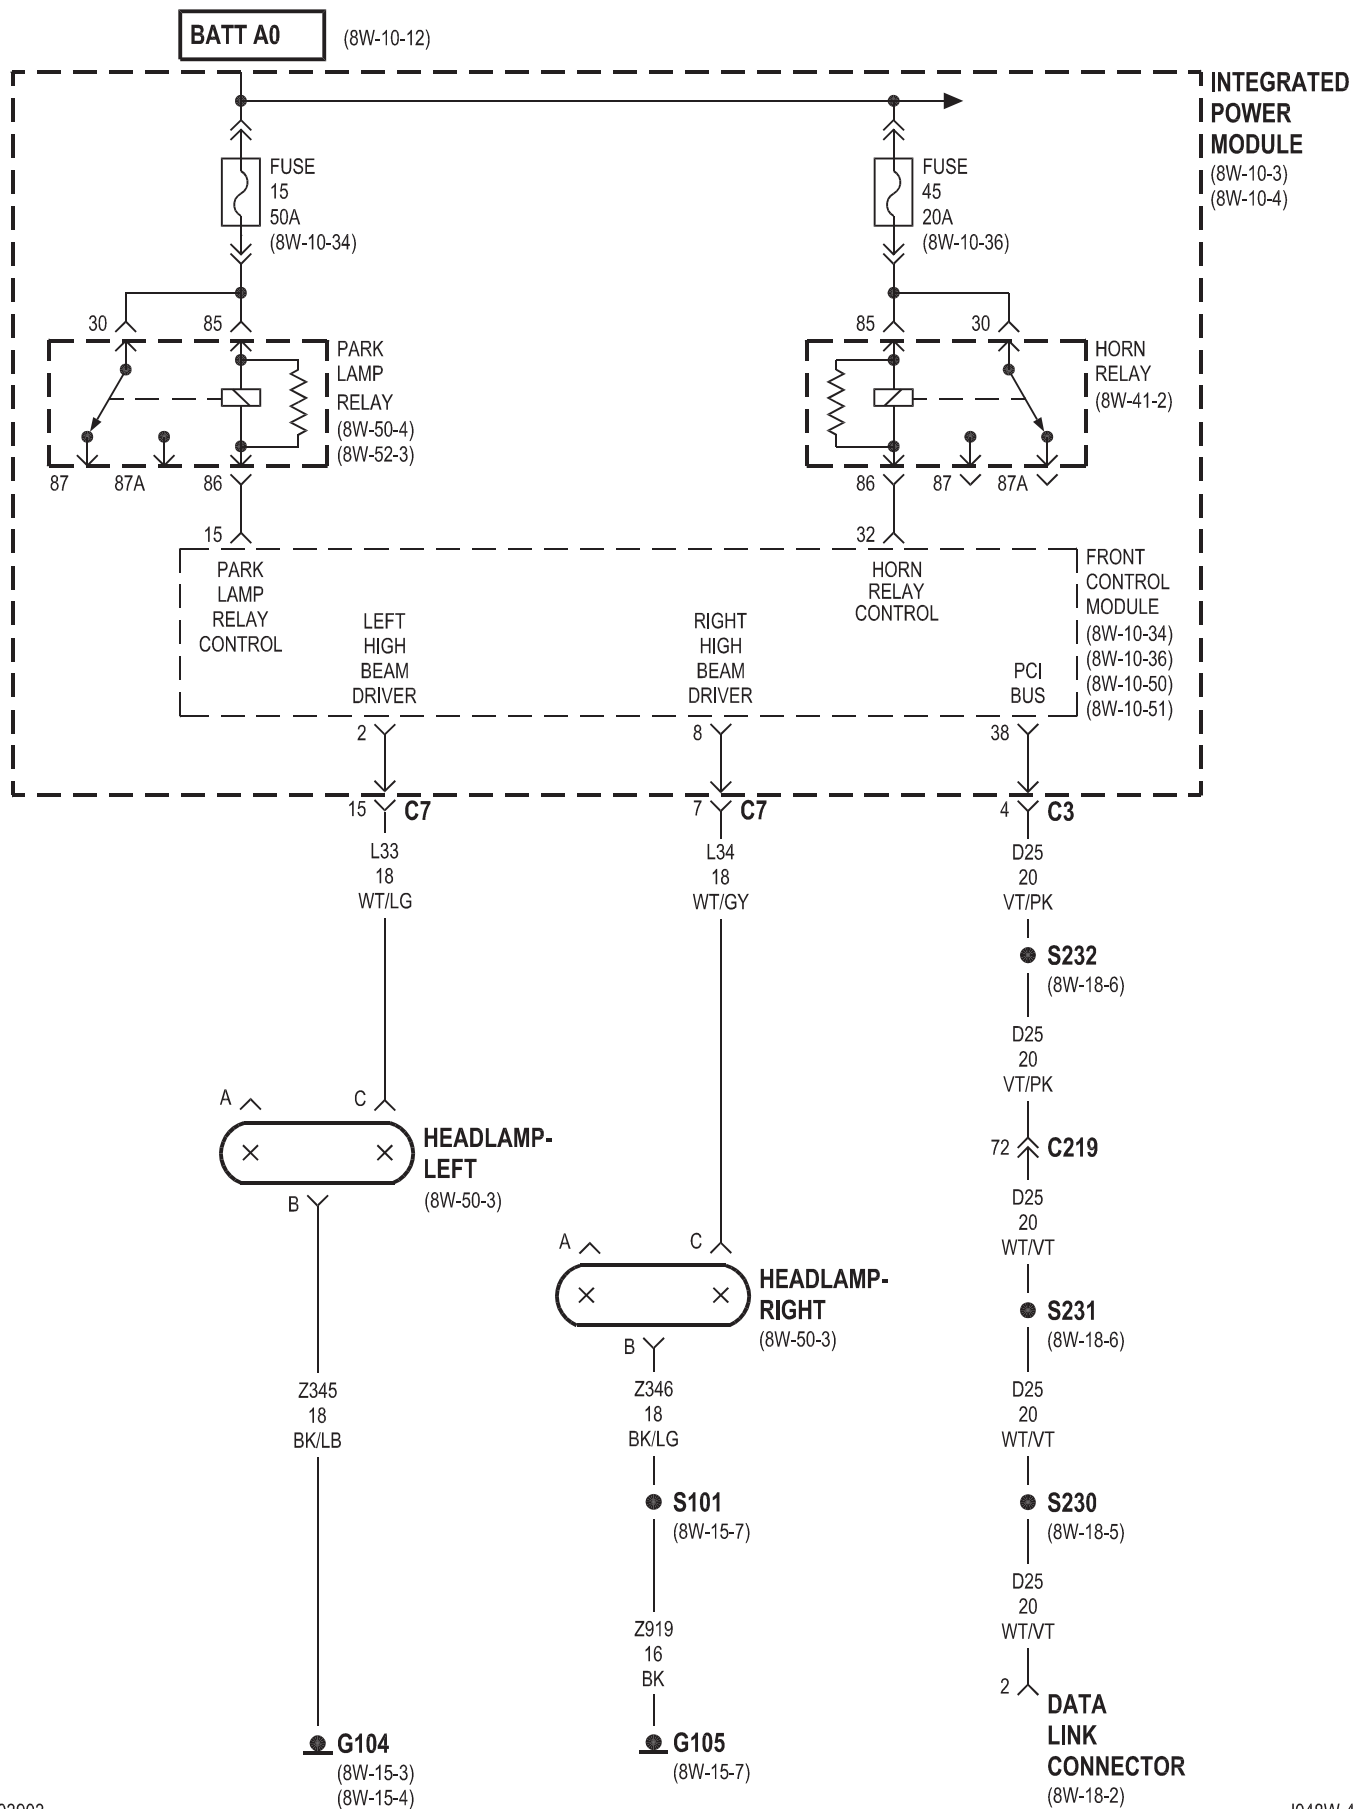 BATT A0 (8W-10-12)
INTEGRATED
POWER
MODULE
(8W-10-3)
(8W-10-4)
FUSE
15
50A
(8W-10-34)
FUSE
45
20A
(8W-10-36)
30 85
PARK
LAMP
RELAY
(8W-50-4)
(8W-52-3)
87 87A 86
85 30
HORN
RELAY
(8W-41-2)
86 87 87A
15 32
PARK
LAMP
RELAY
CONTROL
LEFT
HIGH
BEAM
DRIVER
RIGHT
HIGH
BEAM
DRIVER
HORN
RELAY
CONTROL
PCI
BUS
FRONT
CONTROL
MODULE
(8W-10-34)
(8W-10-36)
(8W-10-50)
(8W-10-51)
2 8 38
15 C7 7 C7 4 C3
L33
18
WT/LG
L34
18
WT/GY
D25
20
VT/PK
S232
(8W-18-6)
D25
20
VT/PK
A C
HEADLAMP-
LEFT
(8W-50-3)
B
72 C219
D25
20
WT/VT
A C
HEADLAMP-
RIGHT
(8W-50-3)
B
S231
(8W-18-6)
Z345
18
BK/LB
Z346
18
BK/LG
D25
20
WT/VT
S101
(8W-15-7)
S230
(8W-18-5)
Z919
16
BK
D25
20
WT/VT
2
DATA
LINK
CONNECTOR
(8W-18-2)
G104
(8W-15-3)
(8W-15-4)
G105
(8W-15-7)